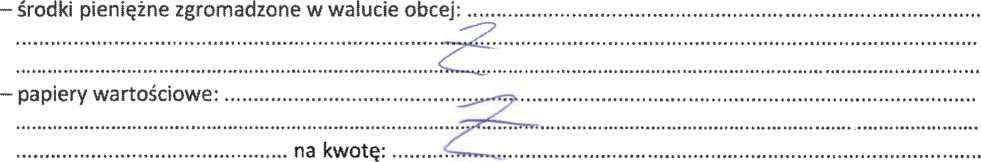 – środki pieniężne zgromadzone w walucie obcej: ....................................................................................
Z
– papiery wartościowe: ....................................................................................
Z
............................................ na kwotę: ....................................................................................